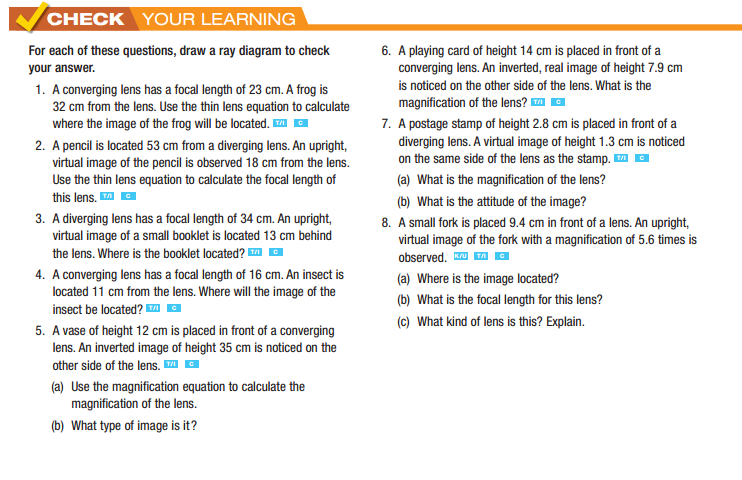 CHECK YOUR LEARNING
For each of these questions, draw a ray diagram to check
your answer.
1. A converging lens has a focal length of 23 cm. A frog is
32 cm from the lens. Use the thin lens equation to calculate
where the image of the frog will be located. T/I C
2. A pencil is located 53 cm from a diverging lens. An upright,
virtual image of the pencil is observed 18 cm from the lens.
Use the thin lens equation to calculate the focal length of
this lens. T/I C
3. A diverging lens has a focal length of 34 cm. An upright,
virtual image of a small booklet is located 13 cm behind
the lens. Where is the booklet located? T/I C
4. A converging lens has a focal length of 16 cm. An insect is
located 11 cm from the lens. Where will the image of the
insect be located? T/I C
5. A vase of height 12 cm is placed in front of a converging
lens. An inverted image of height 35 cm is noticed on the
other side of the lens. T/I C
(a) Use the magnification equation to calculate the
magnification of the lens.
(b) What type of image is it?
6. A playing card of height 14 cm is placed in front of a
converging lens. An inverted, real image of height 7.9 cm
is noticed on the other side of the lens. What is the
magnification of the lens? T/I C
7. A postage stamp of height 2.8 cm is placed in front of a
diverging lens. A virtual image of height 1.3 cm is noticed
on the same side of the lens as the stamp. T/I C
(a) What is the magnification of the lens?
(b) What is the attitude of the image?
8. A small fork is placed 9.4 cm in front of a lens. An upright,
virtual image of the fork with a magnification of 5.6 times is
observed. K/U T/I C
(a) Where is the image located?
(b) What is the focal length for this lens?
(c) What kind of lens is this? Explain.